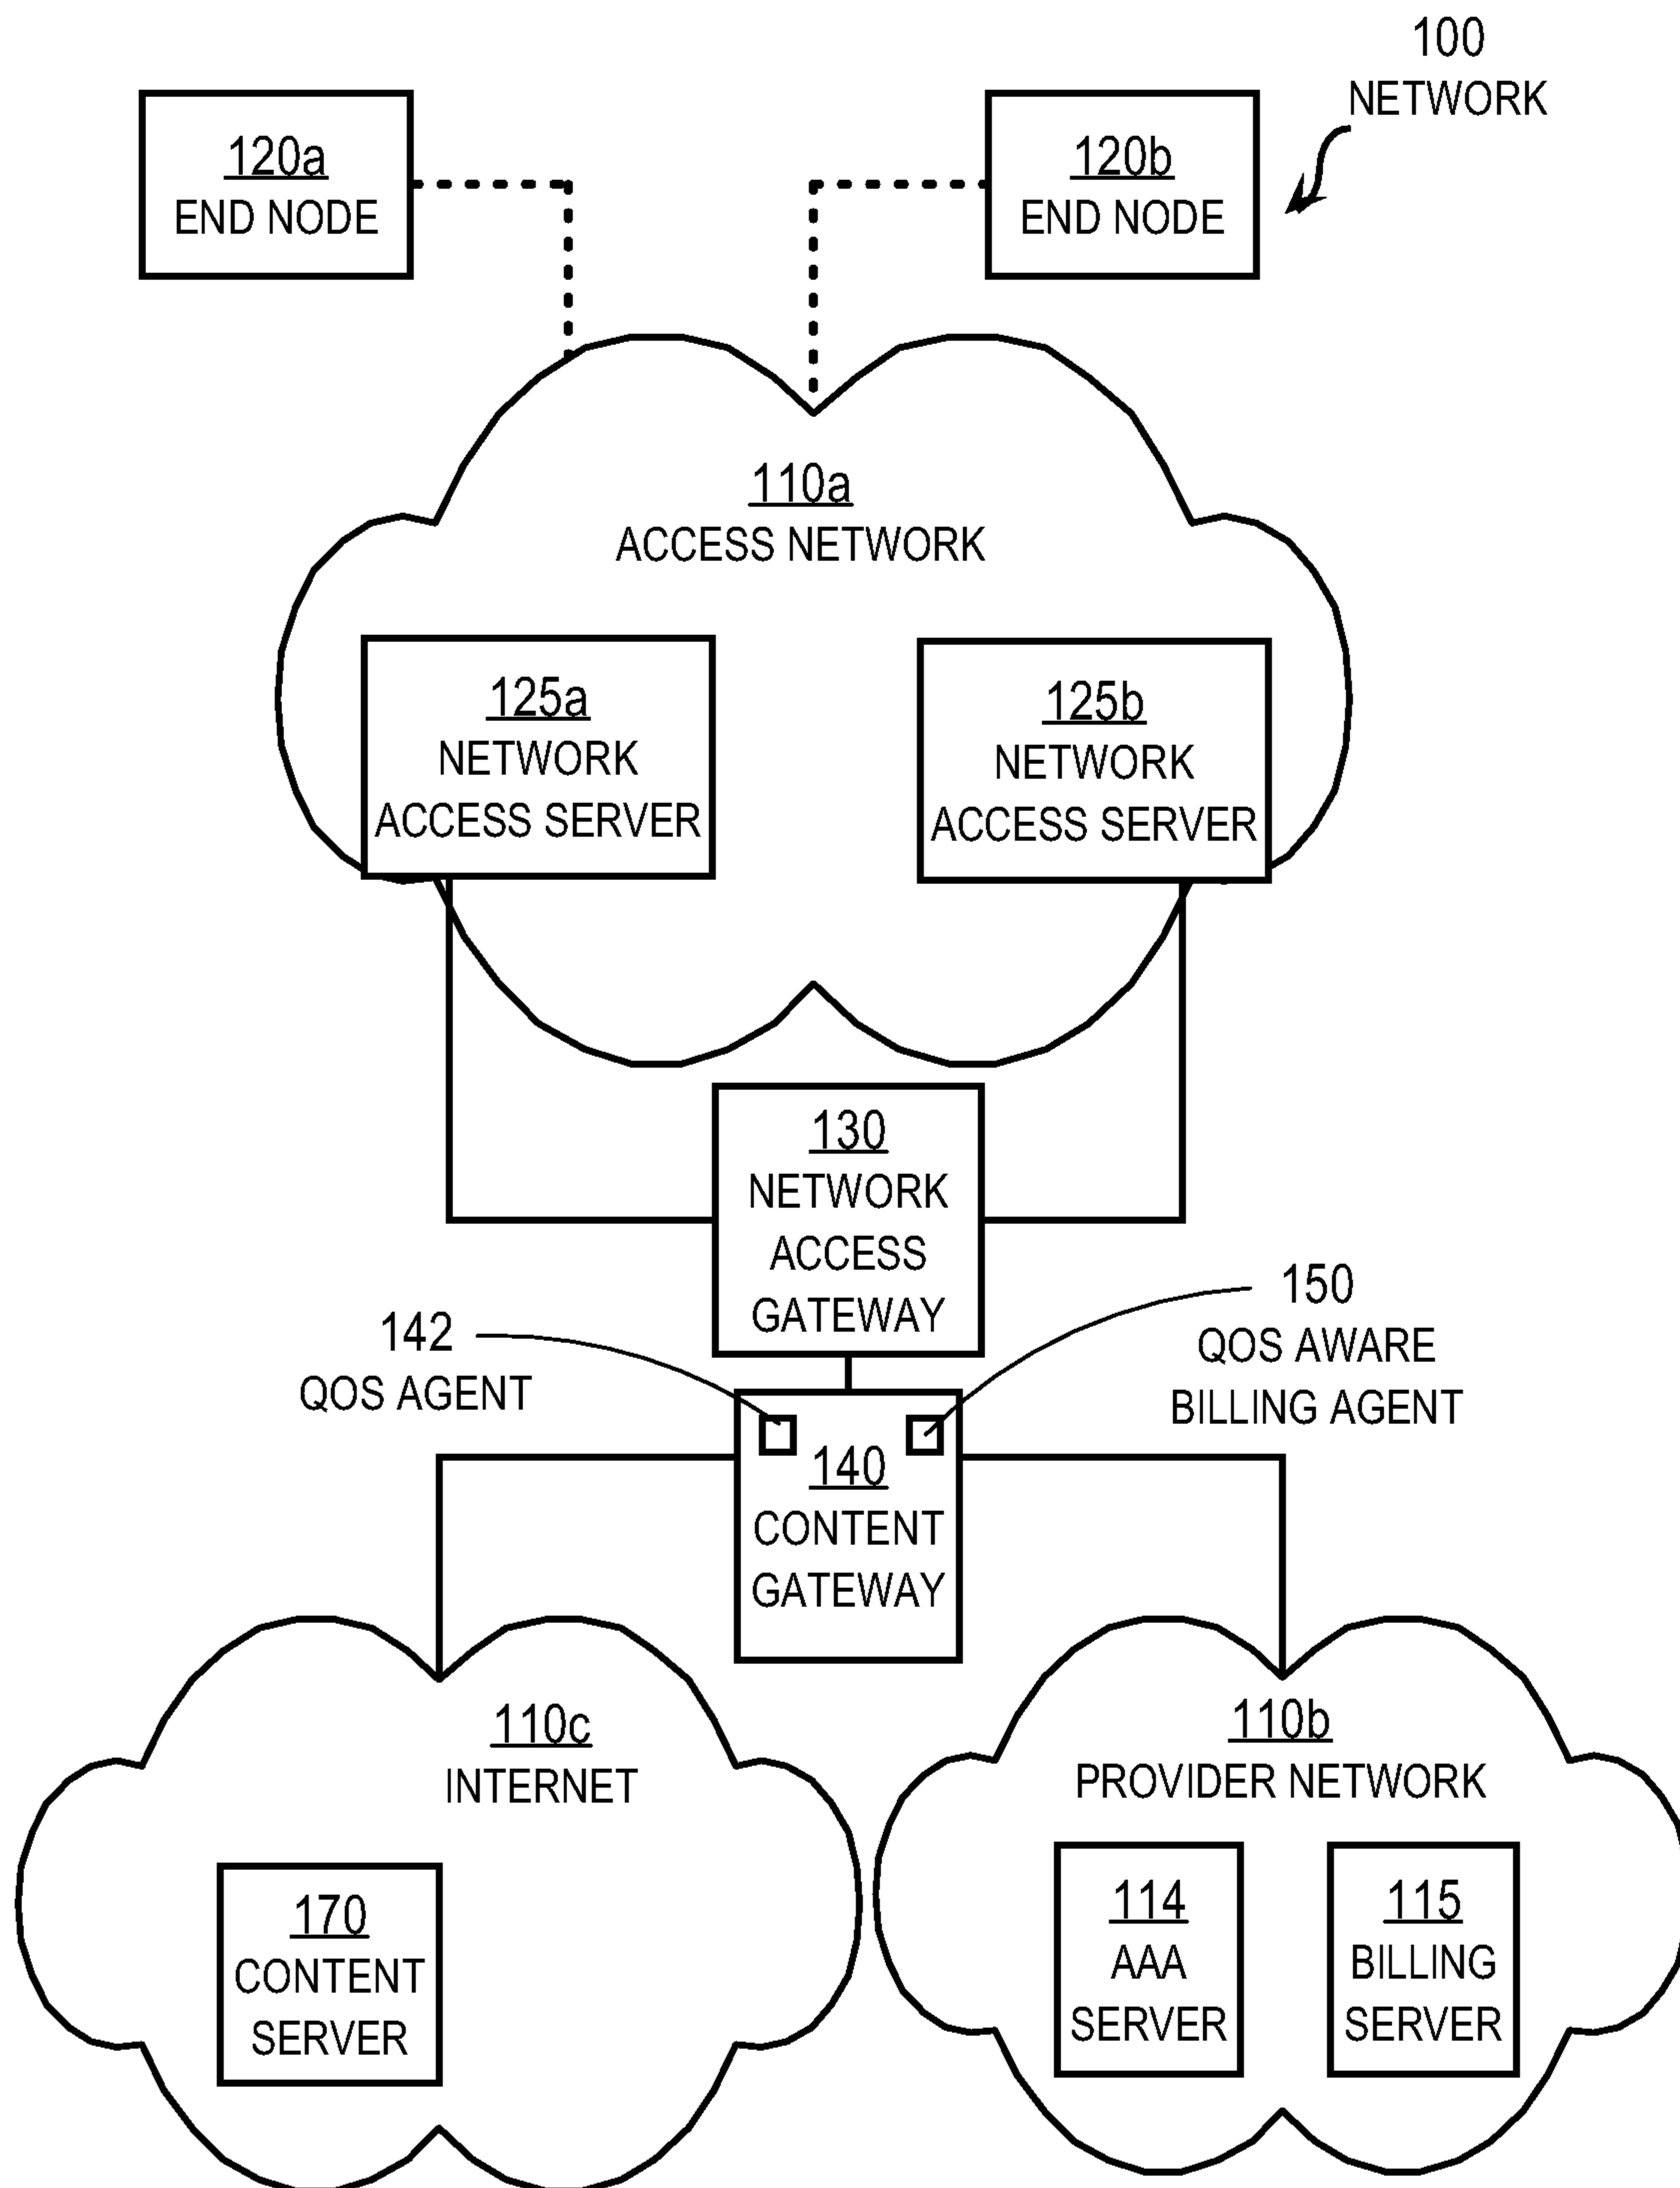 100
NETWORK
120a
END NODE
120b
END NODE
110a
ACCESS NETWORK
125a
NETWORK
ACCESS SERVER
125b
NETWORK
ACCESS SERVER
130
NETWORK
ACCESS
GATEWAY
142
QOS AGENT
150
QOS AWARE
BILLING AGENT
140
CONTENT
GATEWAY
110c
INTERNET
110b
PROVIDER NETWORK
170
CONTENT
SERVER
114
AAA
SERVER
115
BILLING
SERVER